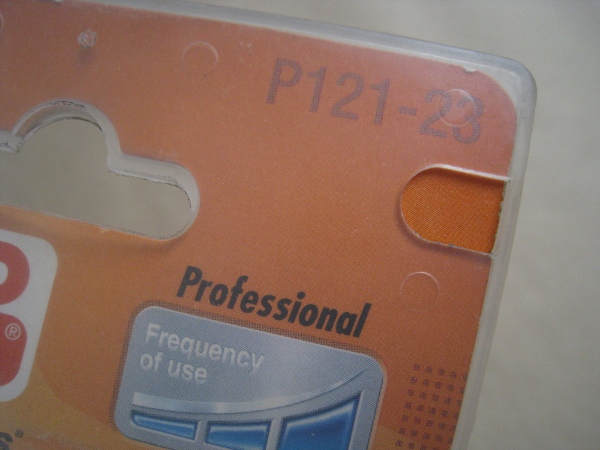 P121-23
Professional
Frequency
of use